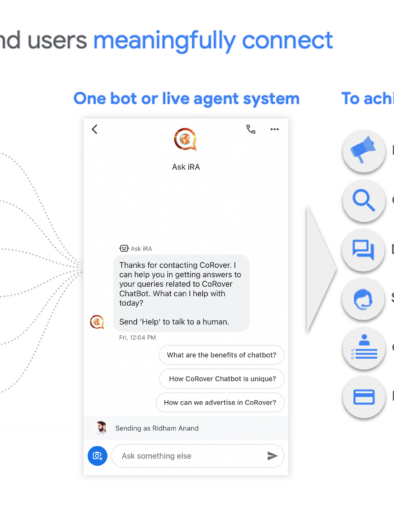 nd users meaningfully connect
One bot or live agent system
To achi
Ask iRA
Ask iRA
Thanks for contacting CoRover. I
can help you in getting answers to
your queries related to CoRover
ChatBot. What can I help with
today?
Send 'Help' to talk to a human.
Fri, 12:04 PM
What are the benefits of chatbot?
How CoRover Chatbot is unique?
How can we advertise in CoRover?
Sending as Ridham Anand
Ask something else